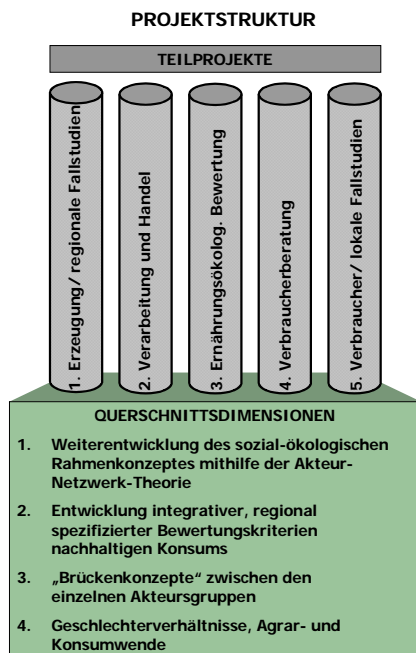 PROJEKTSTRUKTUR
TEILPROJEKTE
1. Erzeugung/ regionale Fallstudien
2. Verarbeitung und Handel
3. Ernährungsökolog. Bewertung
4. Verbraucherberatung
5. Verbraucher/ lokale Fallstudien
QUERSCHNITTSDIMENSIONEN
1. Weiterentwicklung des sozial-ökologischen
Rahmenkonzeptes mithilfe der Akteur-
Netzwerk-Theorie
2. Entwicklung integrativer, regional
spezifizierter Bewertungskriterien
nachhaltigen Konsums
3. „Brückenkonzepte“ zwischen den
einzelnen Akteursgruppen
4. Geschlechterverhältnisse, Agrar- und
Konsumwende